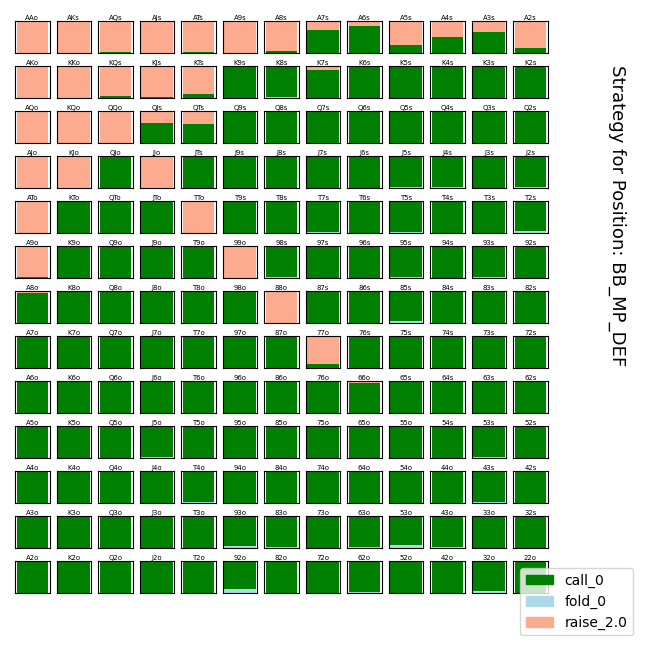 AAo AKs AQs AJs ATs A9s A8s A7s A6s A5s A4s A3s A2s
AKo KKo KQs KJs KTs K9s K8s K7s K6s K5s K4s K3s K2s
AQo KQo QQo QJs QTs Q9s Q8s Q7s Q6s Q5s Q4s Q3s Q2s
AJo KJo QJo JJo JTs J9s J8s J7s J6s J5s J4s J3s J2s
ATo KTo QTo JTo TTo T9s T8s T7s T6s T5s T4s T3s T2s
A9o K9o Q9o J9o T9o 99o 98s 97s 96s 95s 94s 93s 92s
A8o K8o Q8o J8o T8o 98o 88o 87s 86s 85s 84s 83s 82s
A7o K7o Q7o J7o T7o 97o 87o 77o 76s 75s 74s 73s 72s
A6o K6o Q6o J6o T6o 96o 86o 76o 66o 65s 64s 63s 62s
A5o K5o Q5o J5o T5o 95o 85o 75o 65o 55o 54s 53s 52s
A4o K4o Q4o J4o T4o 94o 84o 74o 64o 54o 44o 43s 42s
A3o K3o Q3o J3o T3o 93o 83o 73o 63o 53o 43o 33o 32s
A2o K2o Q2o J2o T2o 92o 82o 72o 62o 52o 42o 32o 22o
Strategy for Position: BB_MP_DEF
call_0
fold_0
raise_2.0